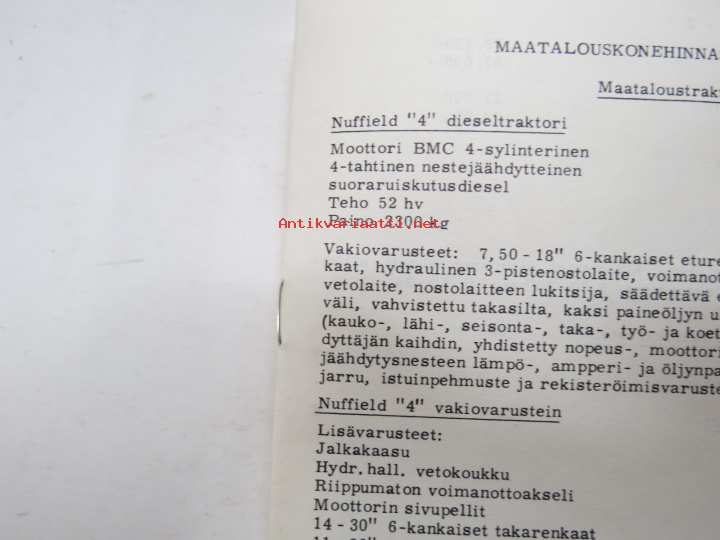 MAATALOUSKONEHINNA
Maataloustrak
Nuffield "4" dieseltraktori
Moottori BMC 4-sylinterinen
4-tahtinen nestejäähdytteinen
suoraruiskutusdiesel
Teho 52 hv
Antikvariaatti.net
Paino 2300 kg
Vakiovarusteet: 7,50 - 18" 6-kankaiset eture
kaat, hydraulinen 3-pistenostolaite, voimanot
vetolaite, nostolaitteen lukitsija, säädettävä e
väli, vahvistettu takasilta, kaksi paineöljyn u
(kauko-, lähi-, seisonta-, taka-, työ- ja koet
dyttäjän kaihdin, yhdistetty nopeus-, moottori
jäähdytysnesteen lämpö-, ampperi- ja öljynpa
jarru, istuinpehmuste ja rekisteröimisvaruste
Nuffield "4" vakiovarustein
Lisävarusteet:
Jalkakaasu
Hydr. hall. vetokoukku
Riippumaton voimanottoakseli
Moottorin sivupellit
14 - 30" 6-kankaiset takarenkaat